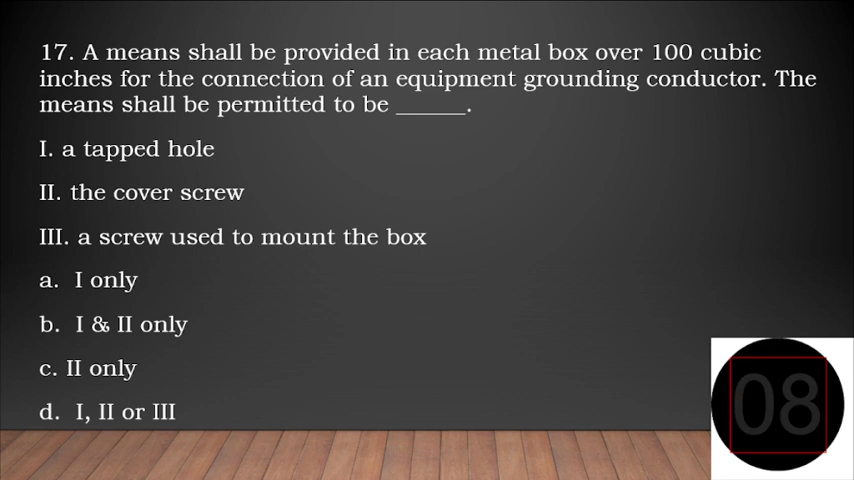 17. A means shall be provided in each metal box over 100 cubic
inches for the connection of an equipment grounding conductor. The
means shall be permitted to be ______.
I. a tapped hole
II. the cover screw
III. a screw used to mount the box
a. I only
b. I & II only
c. II only
d. I, II or III
08